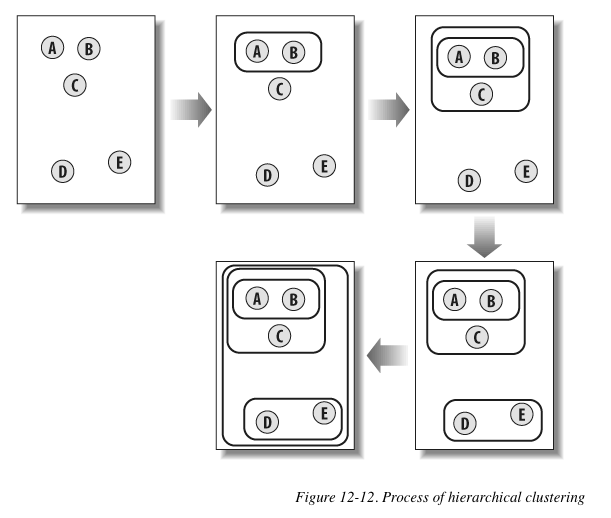 A B
C
D E
A B
C
D E
A B
C
D E
A B
C
D E
A B
C
D E
Figure 12-12. Process of hierarchical clustering